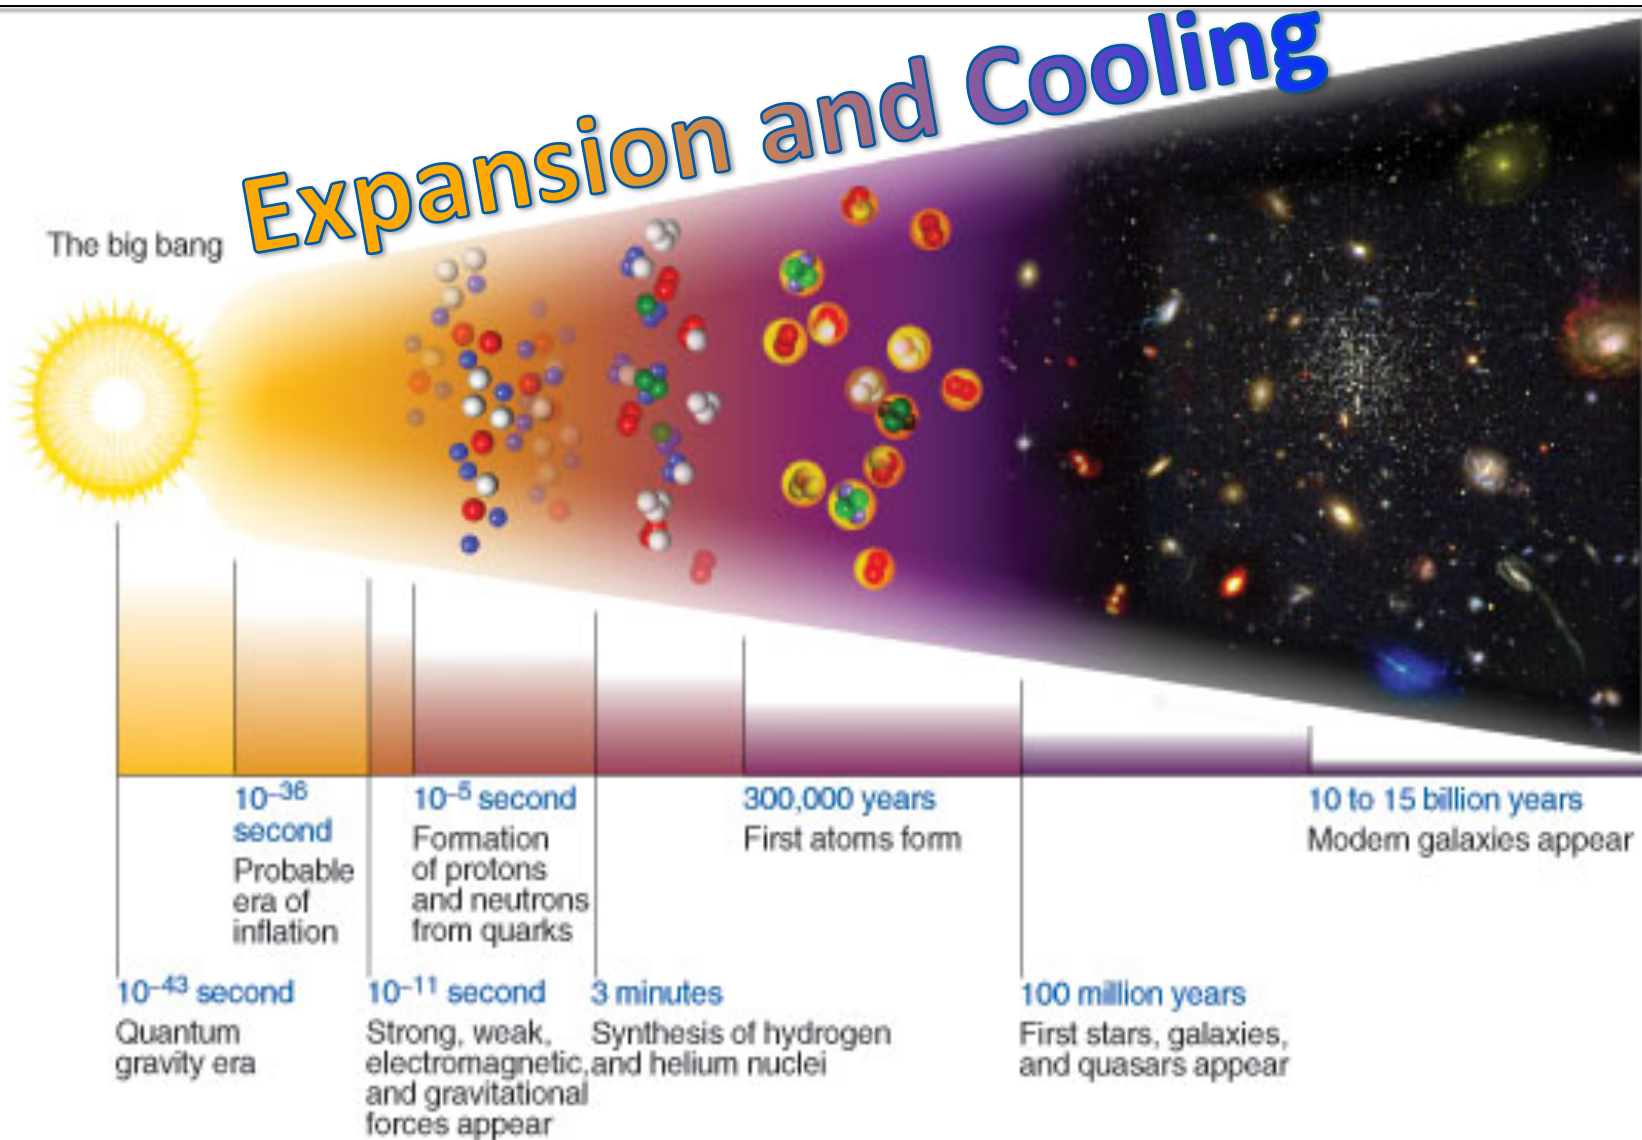 Expansion and Cooling
The big bang
10–36
second
Probable
era of
inflation
10–5 second
Formation
of protons
and neutrons
from quarks
300,000 years
First atoms form
10 to 15 billion years
Modern galaxies appear
10–43 second
Quantum
gravity era
10–11 second
Strong, weak,
electromagnetic,
and gravitational
forces appear
3 minutes
Synthesis of hydrogen
and helium nuclei
100 million years
First stars, galaxies,
and quasars appear